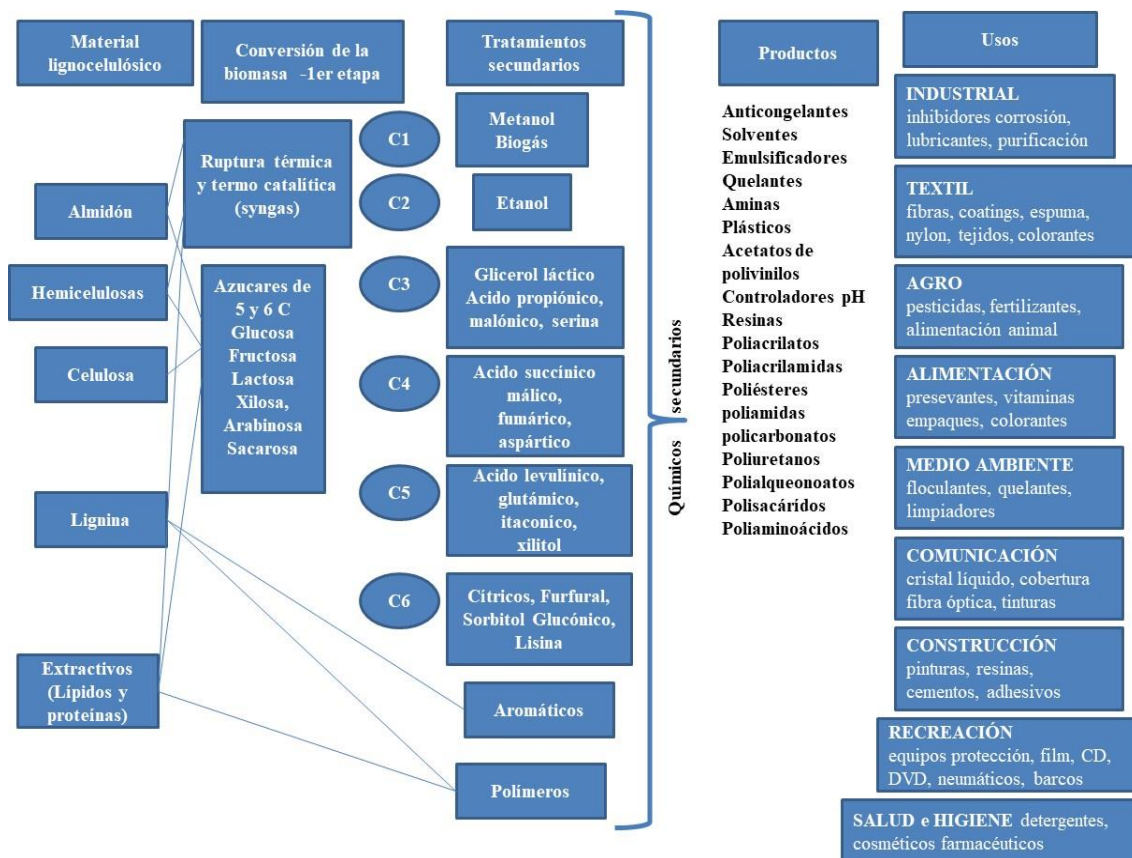 Material
lignocelulósico
Conversión de la
biomasa -1er etapa
Tratamientos
secundarios
Productos
Usos
Almidón
Hemicelulosas
Celulosa
Lignina
Extractivos
(Lípidos y
proteínas)
Ruptura térmica
y termo catalítica
(syngas)
Azucares de
5 y 6 C
Glucosa
Fructosa
Lactosa
Xilosa,
Arabinosa
Sacarosa
C1
Metanol
Biogás
C2
Etanol
C3
Glicerol láctico
Acido propiónico,
malónico, serina
C4
Acido succínico
málico,
fumárico,
aspártico
C5
Acido levulínico,
glutámico,
itaconíco,
xilitol
C6
Cítricos, Furfural,
Sorbitol Glucónico,
Lisina
Aromáticos
Polímeros
Químicos secundarios
Anticongelantes
Solventes
Emulsificadores
Quelantes
Aminas
Plásticos
Acetatos de
polivinilos
Controladores pH
Resinas
Poliacrilatos
Poliacrilamidas
Poliésteres
poliamidas
policarbonatos
Poliuretanos
Polialqueonoatos
Polisacárídos
Poliaminoácidos
INDUSTRIAL
inhibidores corrosión,
lubricantes, purificación
TEXTIL
fibras, coatings, espuma,
nylon, tejidos, colorantes
AGRO
pesticidas, fertilizantes,
alimentación animal
ALIMENTACIÓN
presevantes, vitaminas
empaques, colorantes
MEDIO AMBIENTE
floculantes, quelantes,
limpiadores
COMUNICACIÓN
cristal líquido, cobertura
fibra óptica, tinturas
CONSTRUCCIÓN
pinturas, resinas,
cementos, adhesivos
RECREACIÓN
equipos protección, film, CD,
DVD, neumáticos, barcos
SALUD e HIGIENE detergentes,
cosméticos farmacéuticos